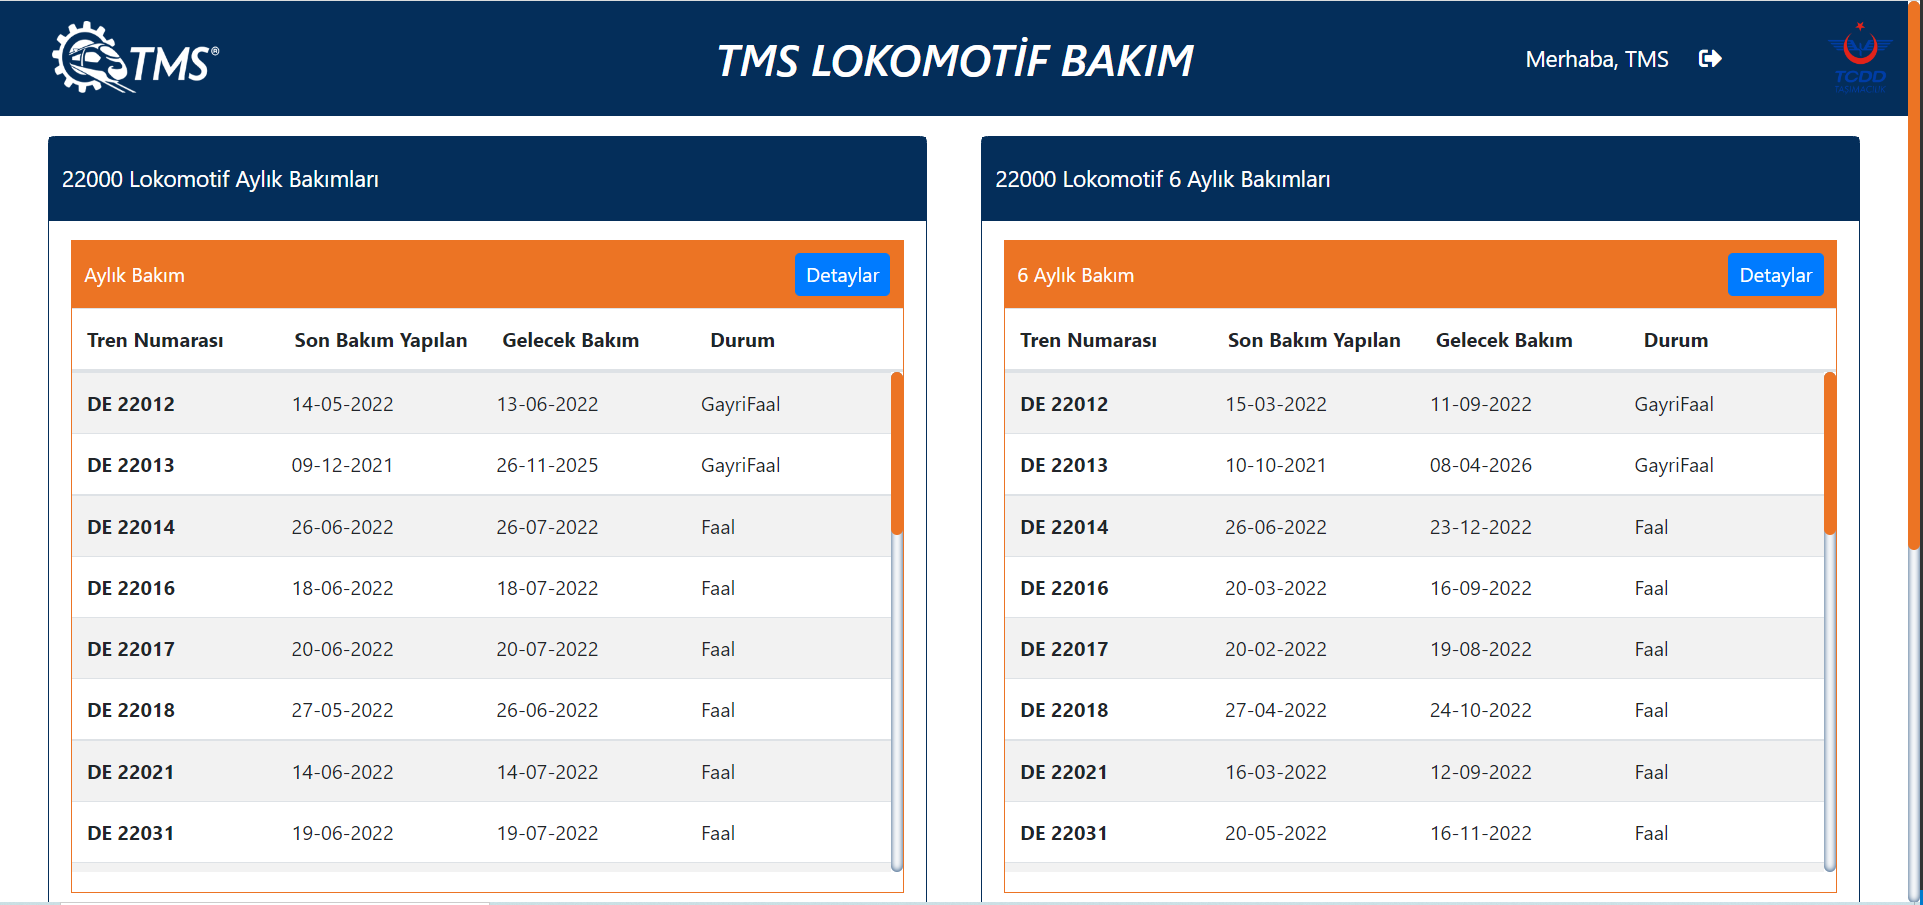 TMS®
TMS LOKOMOTİF BAKIM
Merhaba, TMS
TCDD
TAŞIMACILIK
22000 Lokomotif Aylık Bakımları
Aylık Bakım
Detaylar
Tren Numarası Son Bakım Yapılan Gelecek Bakım Durum
DE 22012 14-05-2022 13-06-2022 GayriFaal
DE 22013 09-12-2021 26-11-2025 GayriFaal
DE 22014 26-06-2022 26-07-2022 Faal
DE 22016 18-06-2022 18-07-2022 Faal
DE 22017 20-06-2022 20-07-2022 Faal
DE 22018 27-05-2022 26-06-2022 Faal
DE 22021 14-06-2022 14-07-2022 Faal
DE 22031 19-06-2022 19-07-2022 Faal
22000 Lokomotif 6 Aylık Bakımları
6 Aylık Bakım
Detaylar
Tren Numarası Son Bakım Yapılan Gelecek Bakım Durum
DE 22012 15-03-2022 11-09-2022 GayriFaal
DE 22013 10-10-2021 08-04-2026 GayriFaal
DE 22014 26-06-2022 23-12-2022 Faal
DE 22016 20-03-2022 16-09-2022 Faal
DE 22017 20-02-2022 19-08-2022 Faal
DE 22018 27-04-2022 24-10-2022 Faal
DE 22021 16-03-2022 12-09-2022 Faal
DE 22031 20-05-2022 16-11-2022 Faal